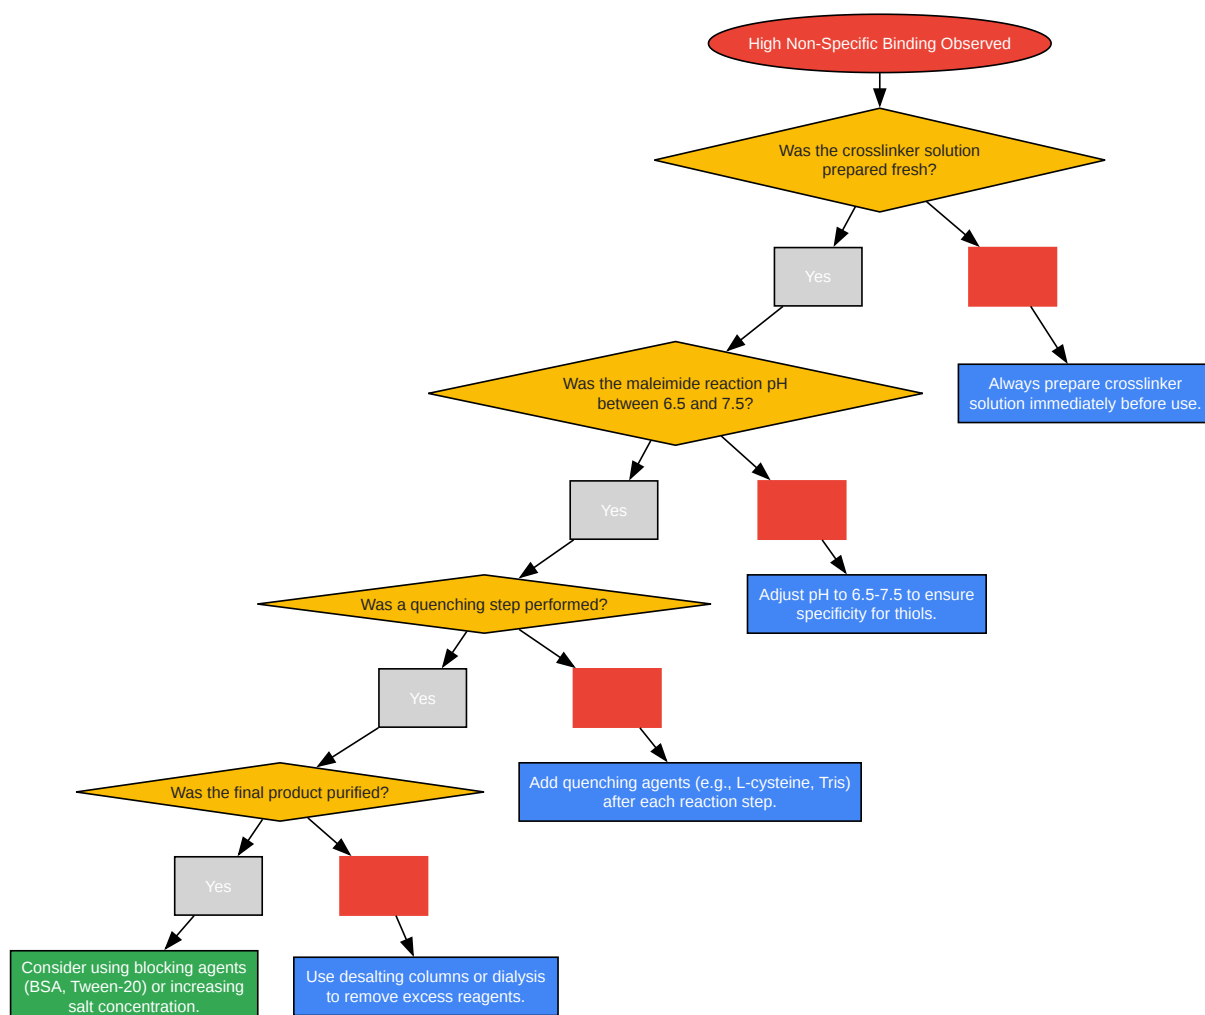 High Non-Specific Binding Observed
Was the crosslinker solution
prepared fresh?
Yes
Always prepare crosslinker
solution immediately before use.
Was the maleimide reaction pH
between 6.5 and 7.5?
Yes
Adjust pH to 6.5-7.5 to ensure
specificity for thiols.
Was a quenching step performed?
Yes
Add quenching agents (e.g., L-cysteine, Tris)
after each reaction step.
Was the final product purified?
Yes
Consider using blocking agents
(BSA, Tween-20) or increasing
salt concentration.
Use desalting columns or dialysis
to remove excess reagents.